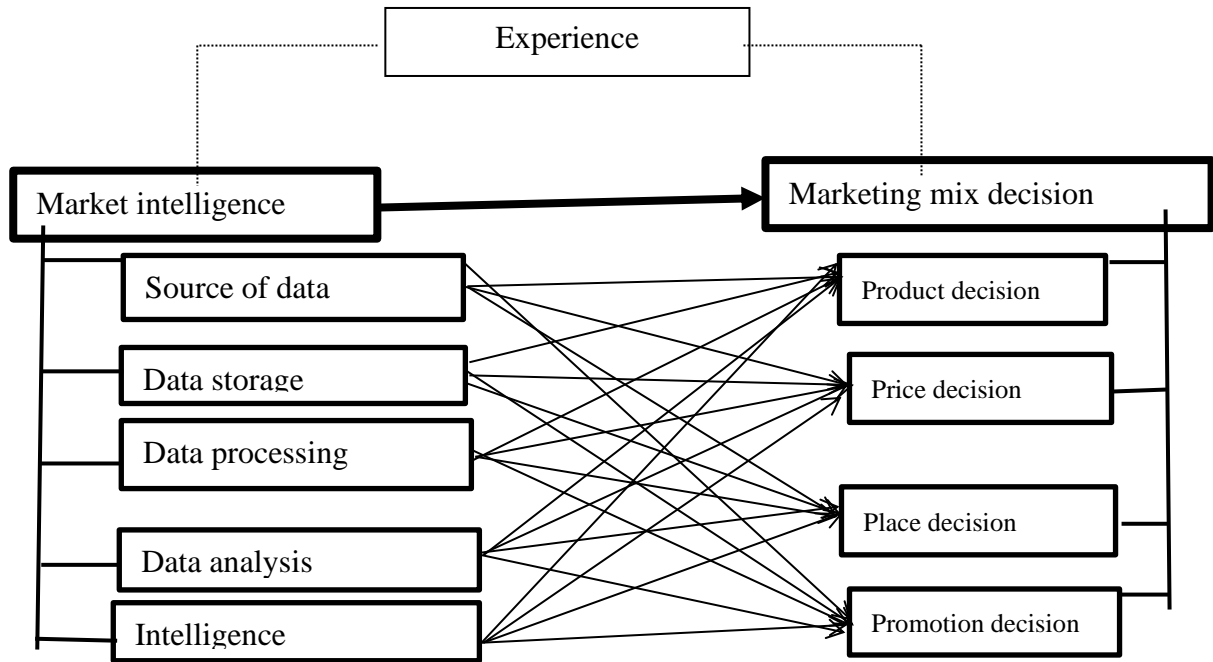 Experience
Market intelligence
Marketing mix decision
Source of data
Product decision
Data storage
Price decision
Data processing
Place decision
Data analysis
Intelligence
Promotion decision